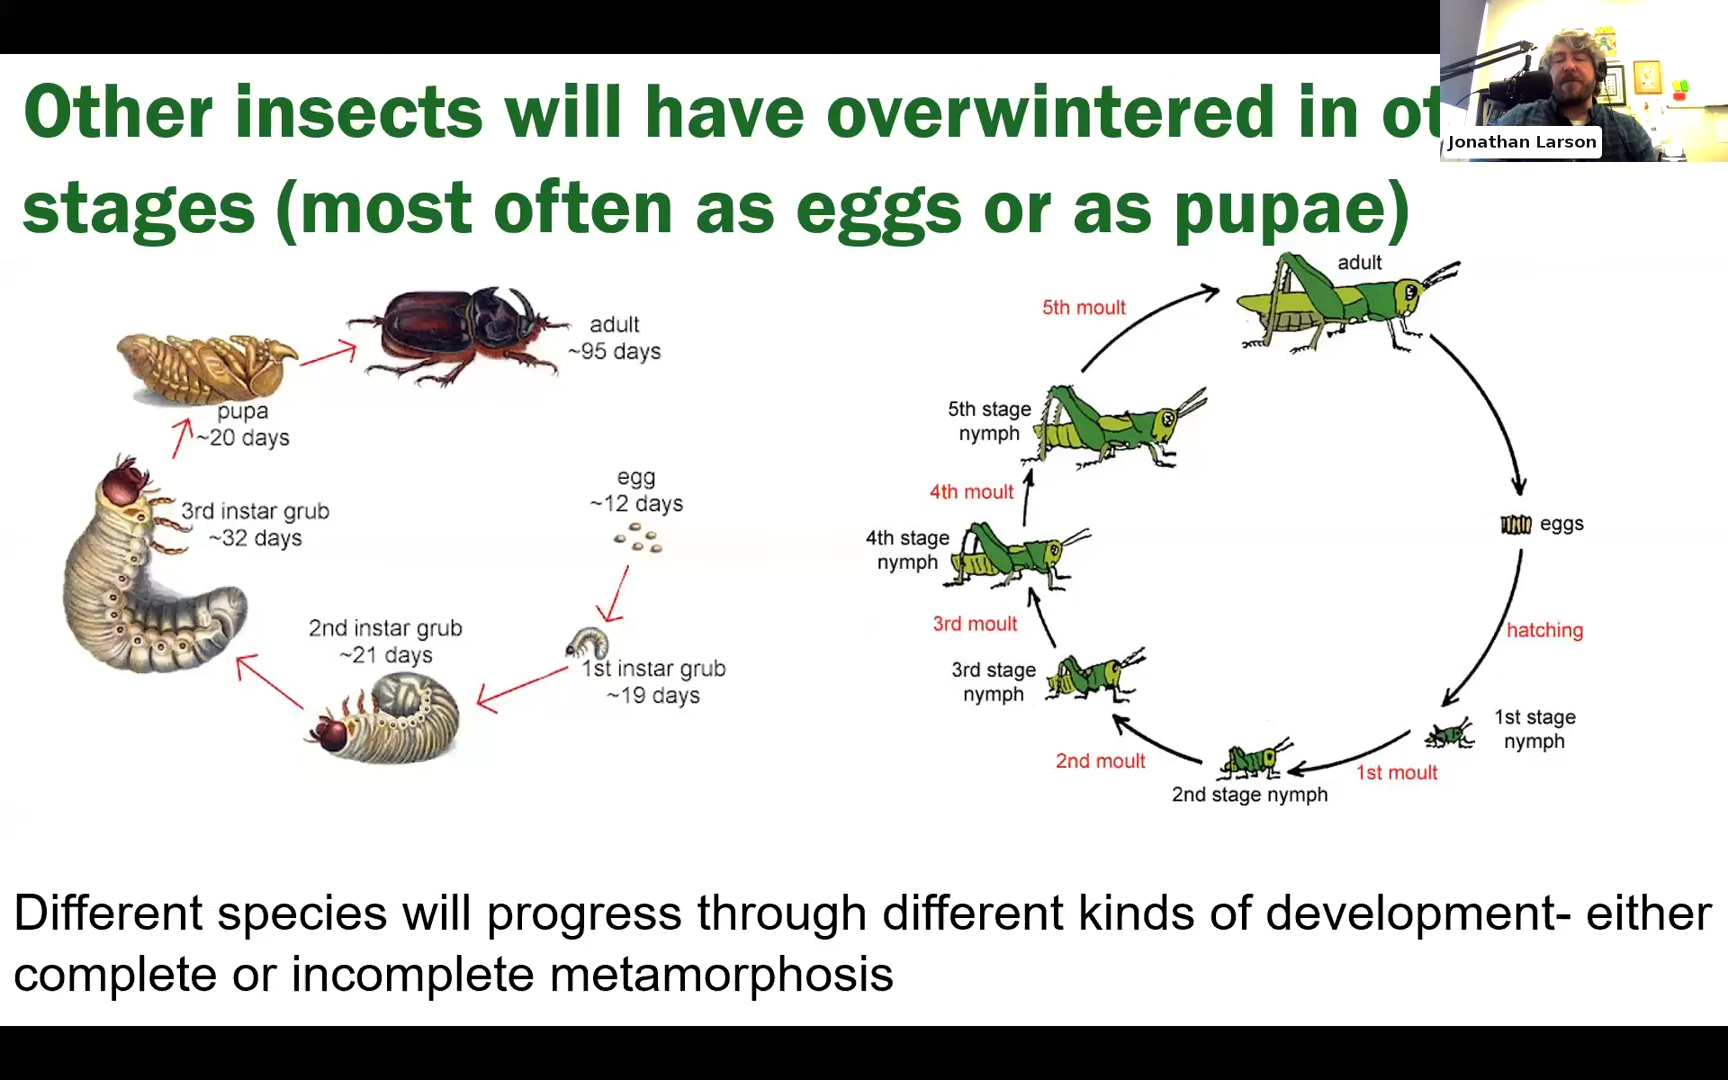 Other insects will have overwintered in
stages (most often as eggs or as pupae)
Jonathan Larson
adult
~95 days
pupa
~20 days
3rd instar grub
~32 days
egg
~12 days
2nd instar grub
~21 days
1st instar grub
~19 days
adult
5th moult
5th stage
nymph
4th moult
4th stage
nymph
eggs
3rd moult
hatching
3rd stage
nymph
1st stage
nymph
2nd moult
1st moult
2nd stage nymph
Different species will progress through different kinds of development- either
complete or incomplete metamorphosis